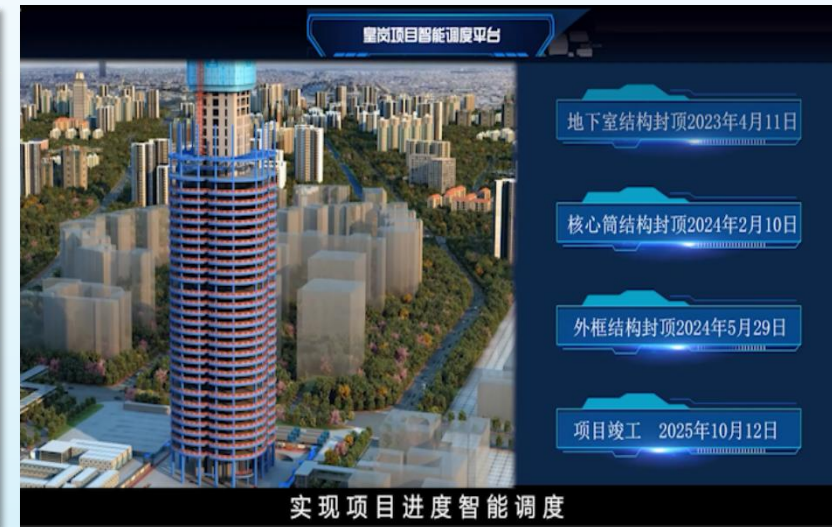 皇岗项目智能调度平台
地下室结构封顶2023年4月11日
核心筒结构封顶2024年2月10日
外框结构封顶2024年5月29日
项目竣工 2025年10月12日
实现项目进度智能调度